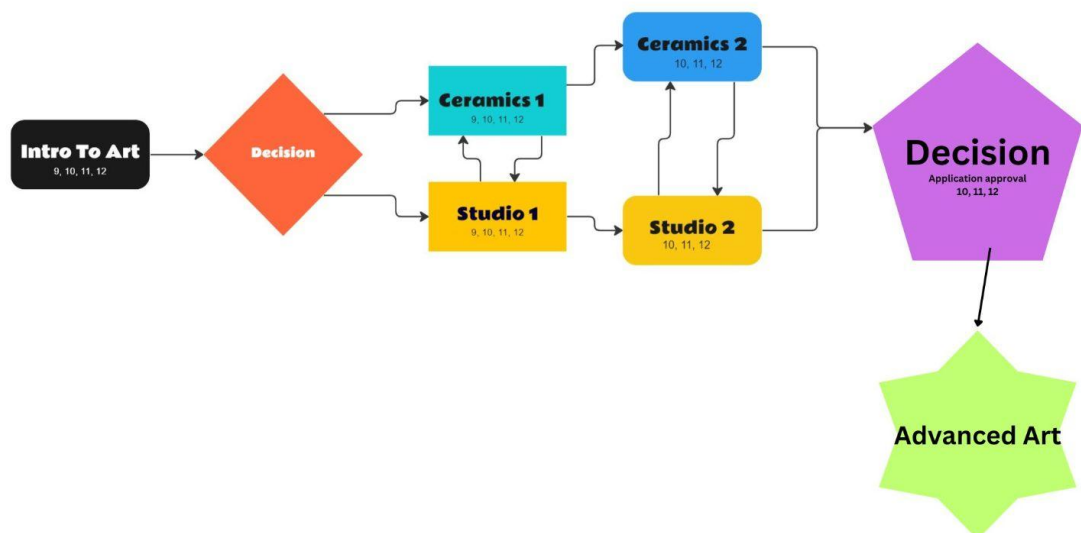 Intro To Art
9, 10, 11, 12
Decision
Ceramics 1
9, 10, 11, 12
Studio 1
9, 10, 11, 12
Ceramics 2
10, 11, 12
Studio 2
10, 11, 12
Decision
Application approval
10, 11, 12
Advanced Art